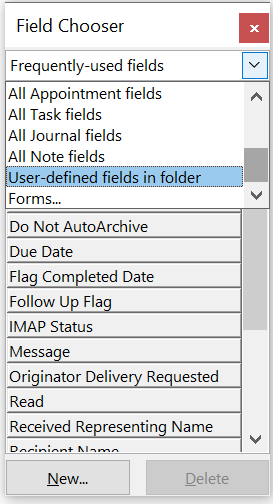 Field Chooser
x
Frequently-used fields
All Appointment fields
All Task fields
All Journal fields
All Note fields
User-defined fields in folder
Forms...
Do Not AutoArchive
Due Date
Flag Completed Date
Follow Up Flag
IMAP Status
Message
Originator Delivery Requested
Read
Received Representing Name
Recipient Name
New... Delete